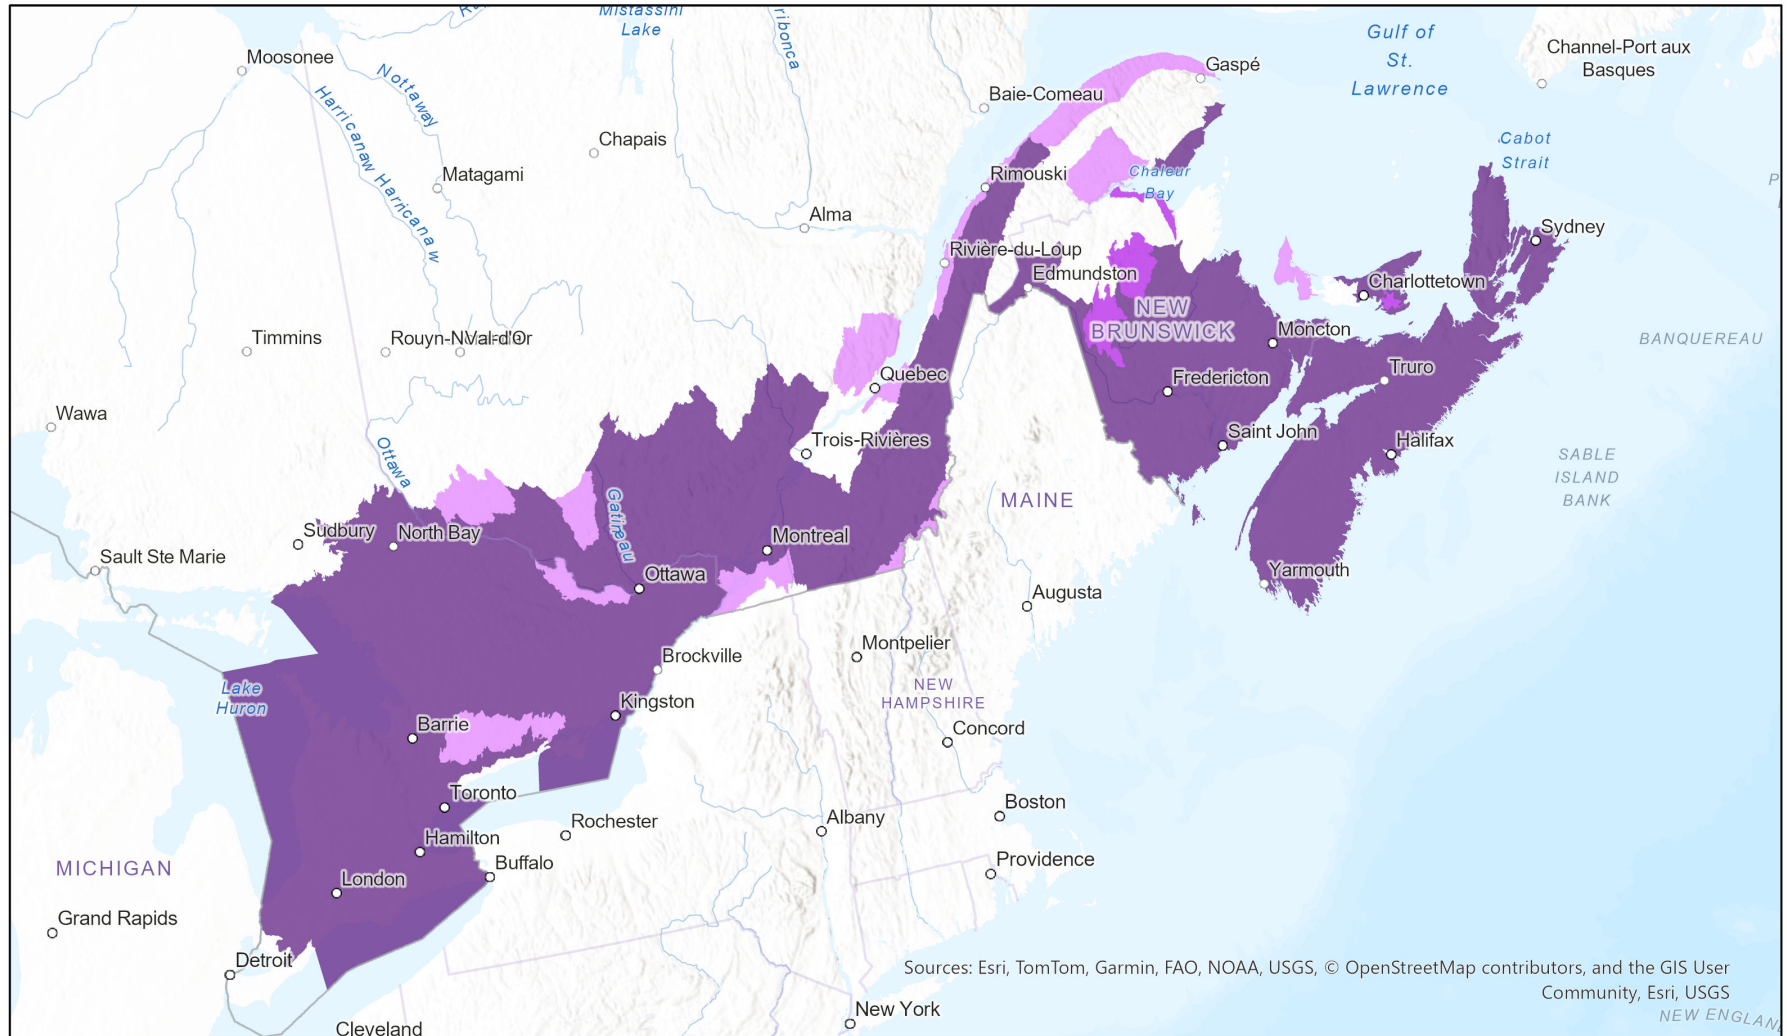 Mistassini
Lake
ribonca
Gulf of
St.
Lawrence
Channel-Port aux
Basques
Moosonee
Nottaway
Harricanaw Harricanaw
Gaspé
Baie-Comeau
Chapais
Cabot
Strait
Matagami
Rimouski
Chaleur
Bay
Alma
Sydney
Rivière-du-Loup
Edmundston
Charlottetown
NEW
BRUNSWICK
Moncton
BANQUEREAU
Timmins
Rouyn-N
Val-d'Or
Quebec
Fredericton
Truro
Wawa
Ottawa
Trois-Rivières
Saint John
Halifax
SABLE
ISLAND
BANK
MAINE
Gatineau
Sudbury
North Bay
Montreal
Sault Ste Marie
Ottawa
Yarmouth
Augusta
Montpelier
Brockville
Lake
Huron
NEW
HAMPSHIRE
Kingston
Barrie
Concord
Toronto
Boston
Rochester
Albany
Hamilton
Buffalo
Providence
MICHIGAN
London
Grand Rapids
Detroit
Sources: Esri, TomTom, Garmin, FAO, NOAA, USGS, © OpenStreetMap contributors, and the GIS User
Community, Esri, USGS
New York
NEW ENGLAN
Cleveland